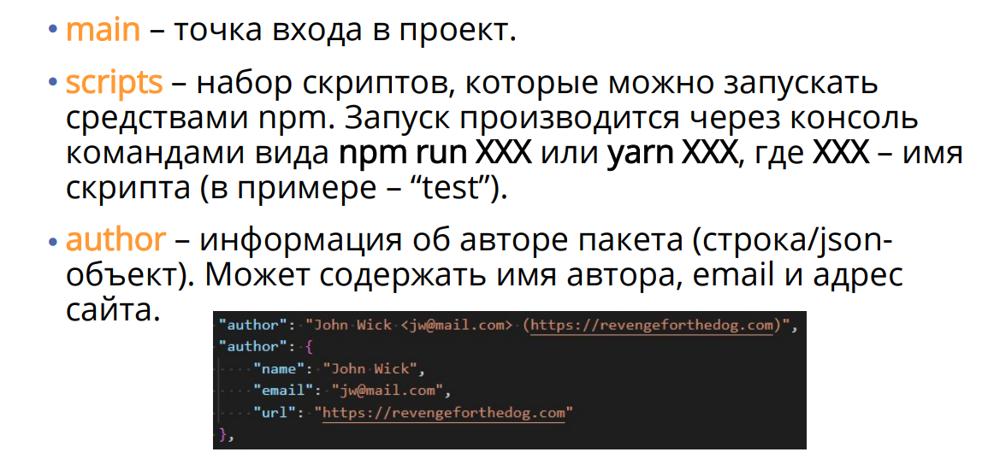 • main – точка входа в проект.
• scripts – набор скриптов, которые можно запускать
средствами npm. Запуск производится через консоль
командами вида npm run XXX или yarn XXX, где XXX – имя
скрипта (в примере – “test”).
• author – информация об авторе пакета (строка/json-
объект). Может содержать имя автора, email и адрес
сайта.
"author": "John Wick <jw@mail.com> (https://revengeforthedog.com)",
"author": {
"name": "John Wick",
"email": "jw@mail.com",
"url": "https://revengeforthedog.com"
},